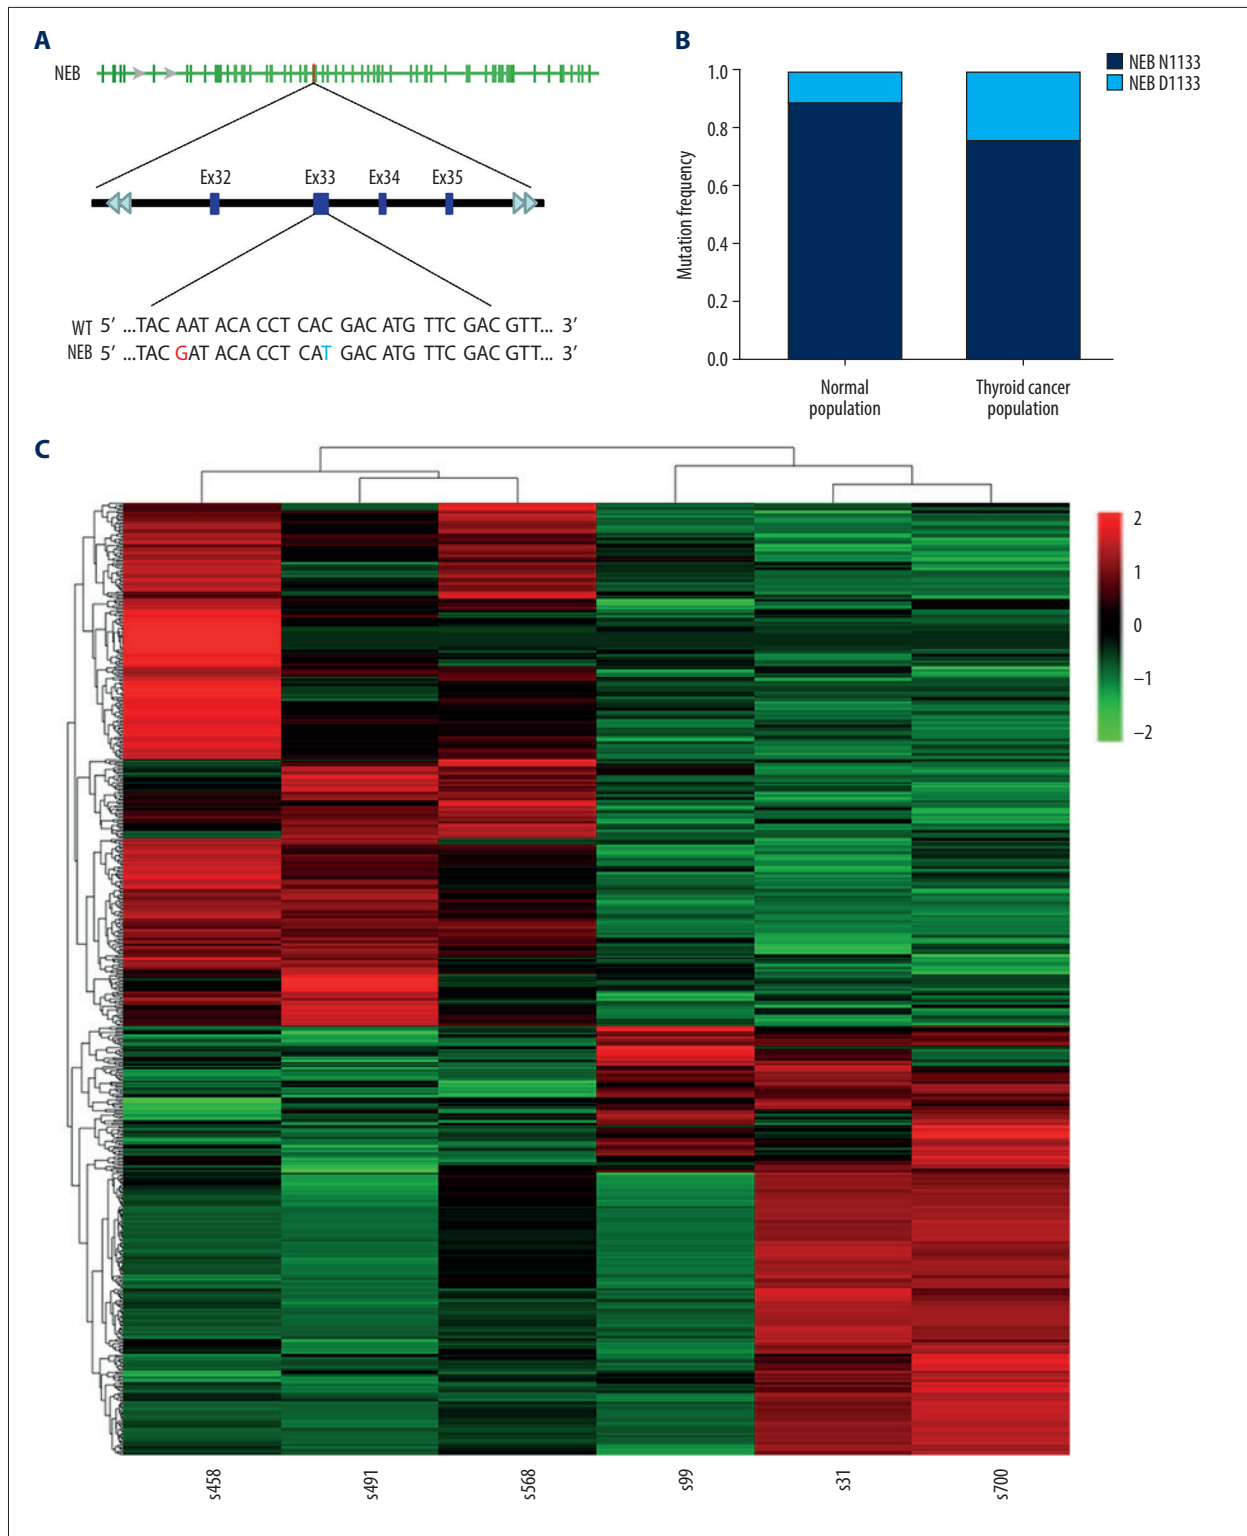 A
NEB
Ex32 Ex33 Ex34 Ex35
WT 5′ ...TAC AAT ACA CCT CAC GAC ATG TTC GAC GTT... 3′
NEB 5′ ...TAC GAT ACA CCT CAT GAC ATG TTC GAC GTT... 3′
B
NEB N1133
NEB D1133
Mutation frequency
1.0
0.8
0.6
0.4
0.2
0.0
Normal
population
Thyroid cancer
population
C
2
1
0
−1
−2
s458 s491 s568 s99 s31 s700